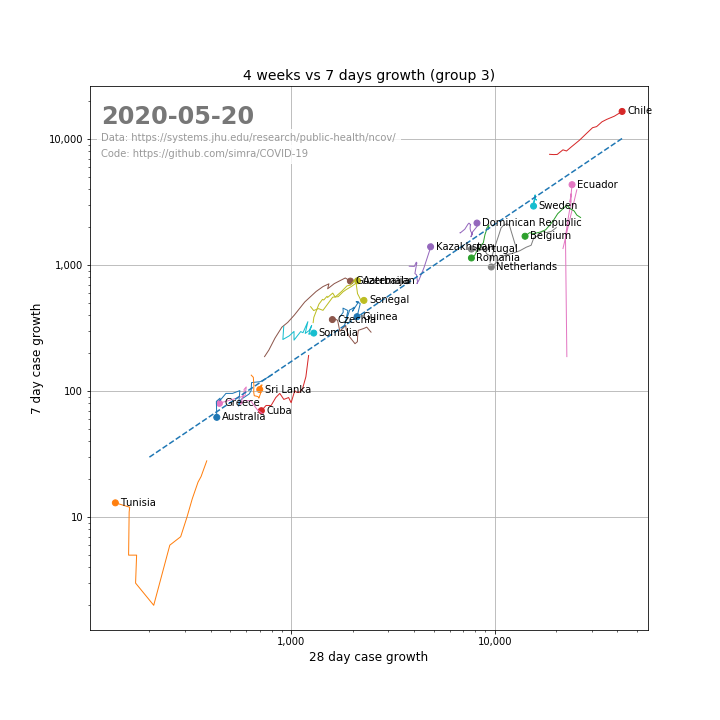 4 weeks vs 7 days growth (group 3)
2020-05-20
Data: https://systems.jhu.edu/research/public-health/ncov/
Code: https://github.com/simra/COVID-19
Chile
10,000
Ecuador
Sweden
Dominican Republic
Belgium
Kazakhstan
Portugal
Romania
Netherlands
1,000
Azerbaijan
Senegal
Guinea
Czechia
Somalia
Sri Lanka
100
Greece
Cuba
Australia
Tunisia
10
1,000
10,000
28 day case growth
7 day case growth